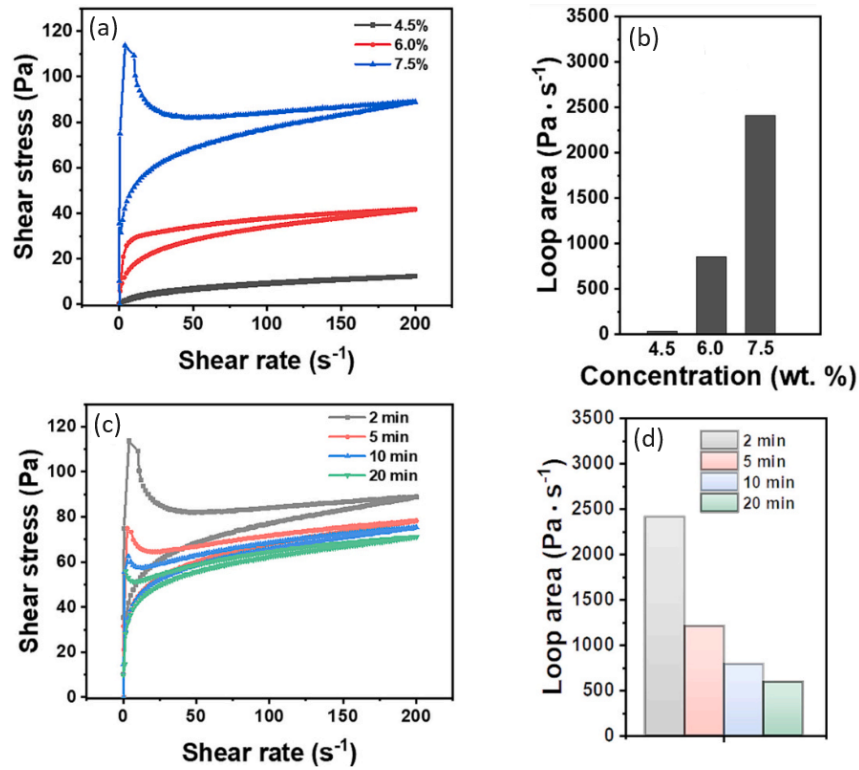 (a)
4.5%
6.0%
7.5%
120
100
80
60
40
20
0
Shear stress (Pa)
0 50 100 150 200
Shear rate (s⁻¹)
(b)
3500
3000
2500
2000
1500
1000
500
0
Loop area (Pa · s⁻¹)
4.5 6.0 7.5
Concentration (wt. %)
(c)
2 min
5 min
10 min
20 min
120
100
80
60
40
20
0
Shear stress (Pa)
0 50 100 150 200
Shear rate (s⁻¹)
(d)
2 min
5 min
10 min
20 min
3500
3000
2500
2000
1500
1000
500
0
Loop area (Pa · s⁻¹)